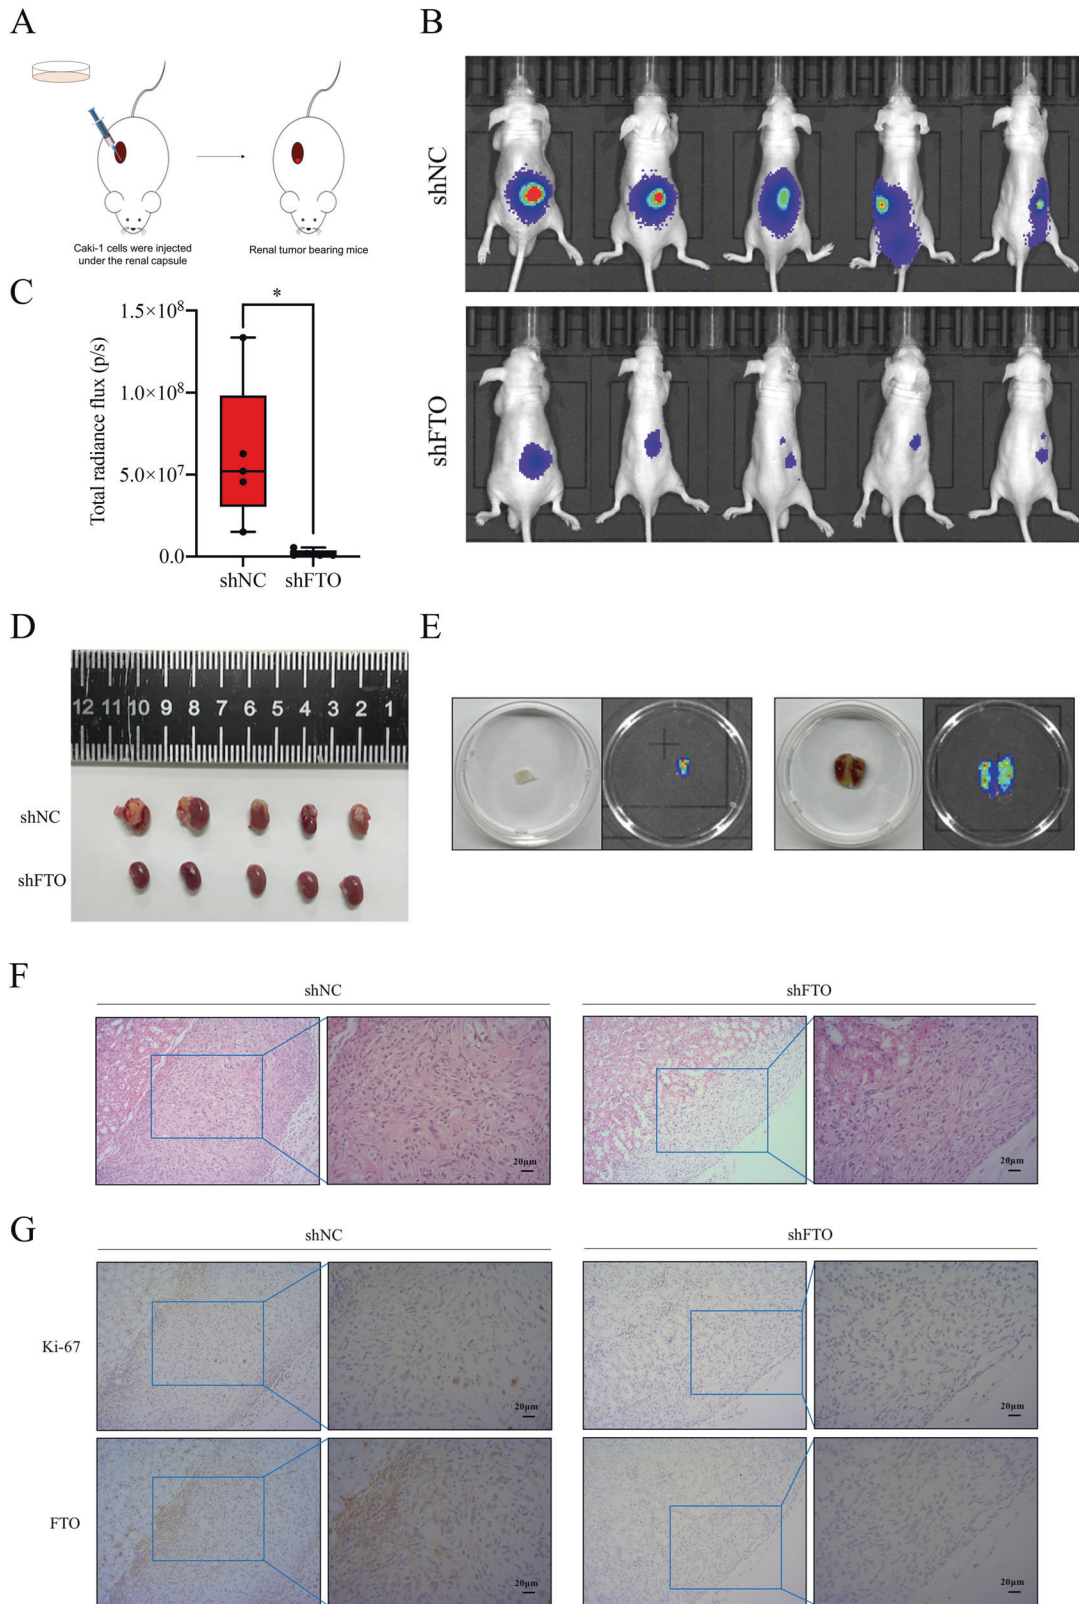 A
Caki-1 cells were injected
under the renal capsule
Renal tumor bearing mice
B
shNC
shFTO
C
*
Total radiance flux (p/s)
1.5×10⁸
1.0×10⁸
5.0×10⁷
0.0
shNC
shFTO
D
12 11 10 9 8 7 6 5 4 3 2 1
shNC
shFTO
E
F
shNC
shFTO
20μm
20μm
G
shNC
shFTO
Ki-67
20μm
20μm
FTO
20μm
20μm